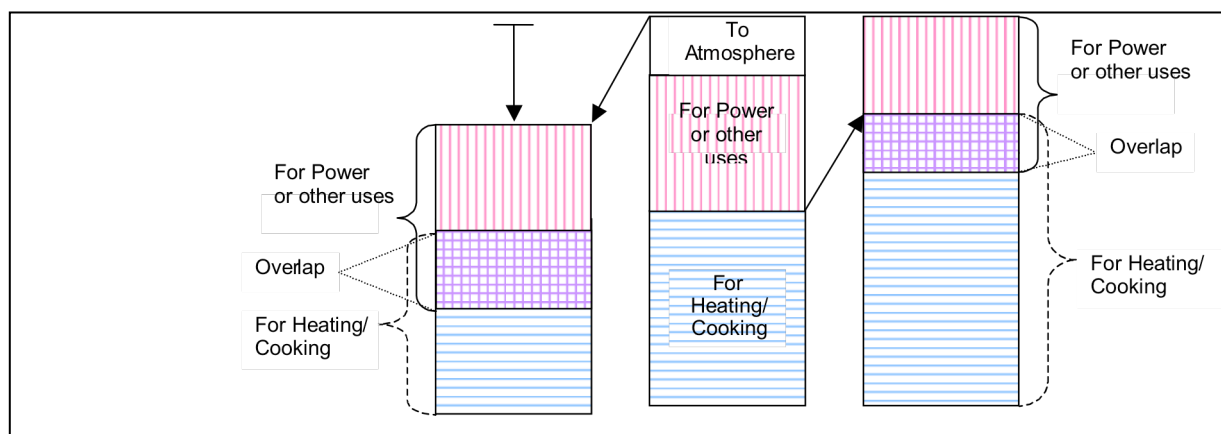 For Power
or other uses
Overlap
For Heating/
Cooking
To
Atmosphere
For Power
or other
uses
For
Heating/
Cooking
For Power
or other uses
Overlap
For Heating/
Cooking